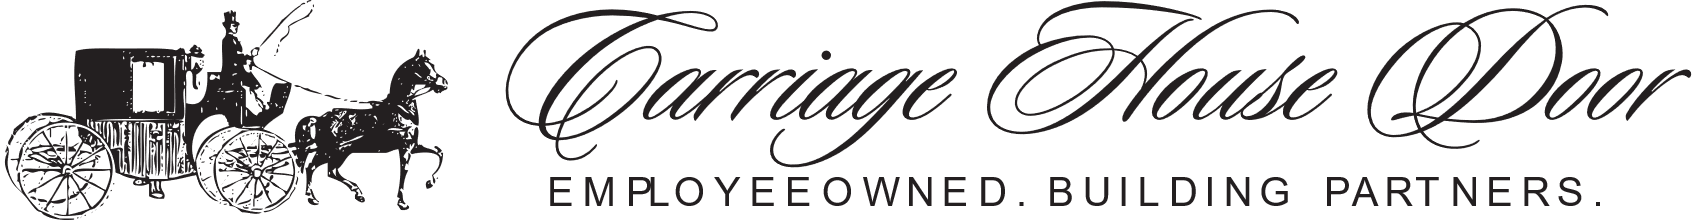 Carriage House Door
EMPLOYEEOWNED. BUILDING PARTNERS.